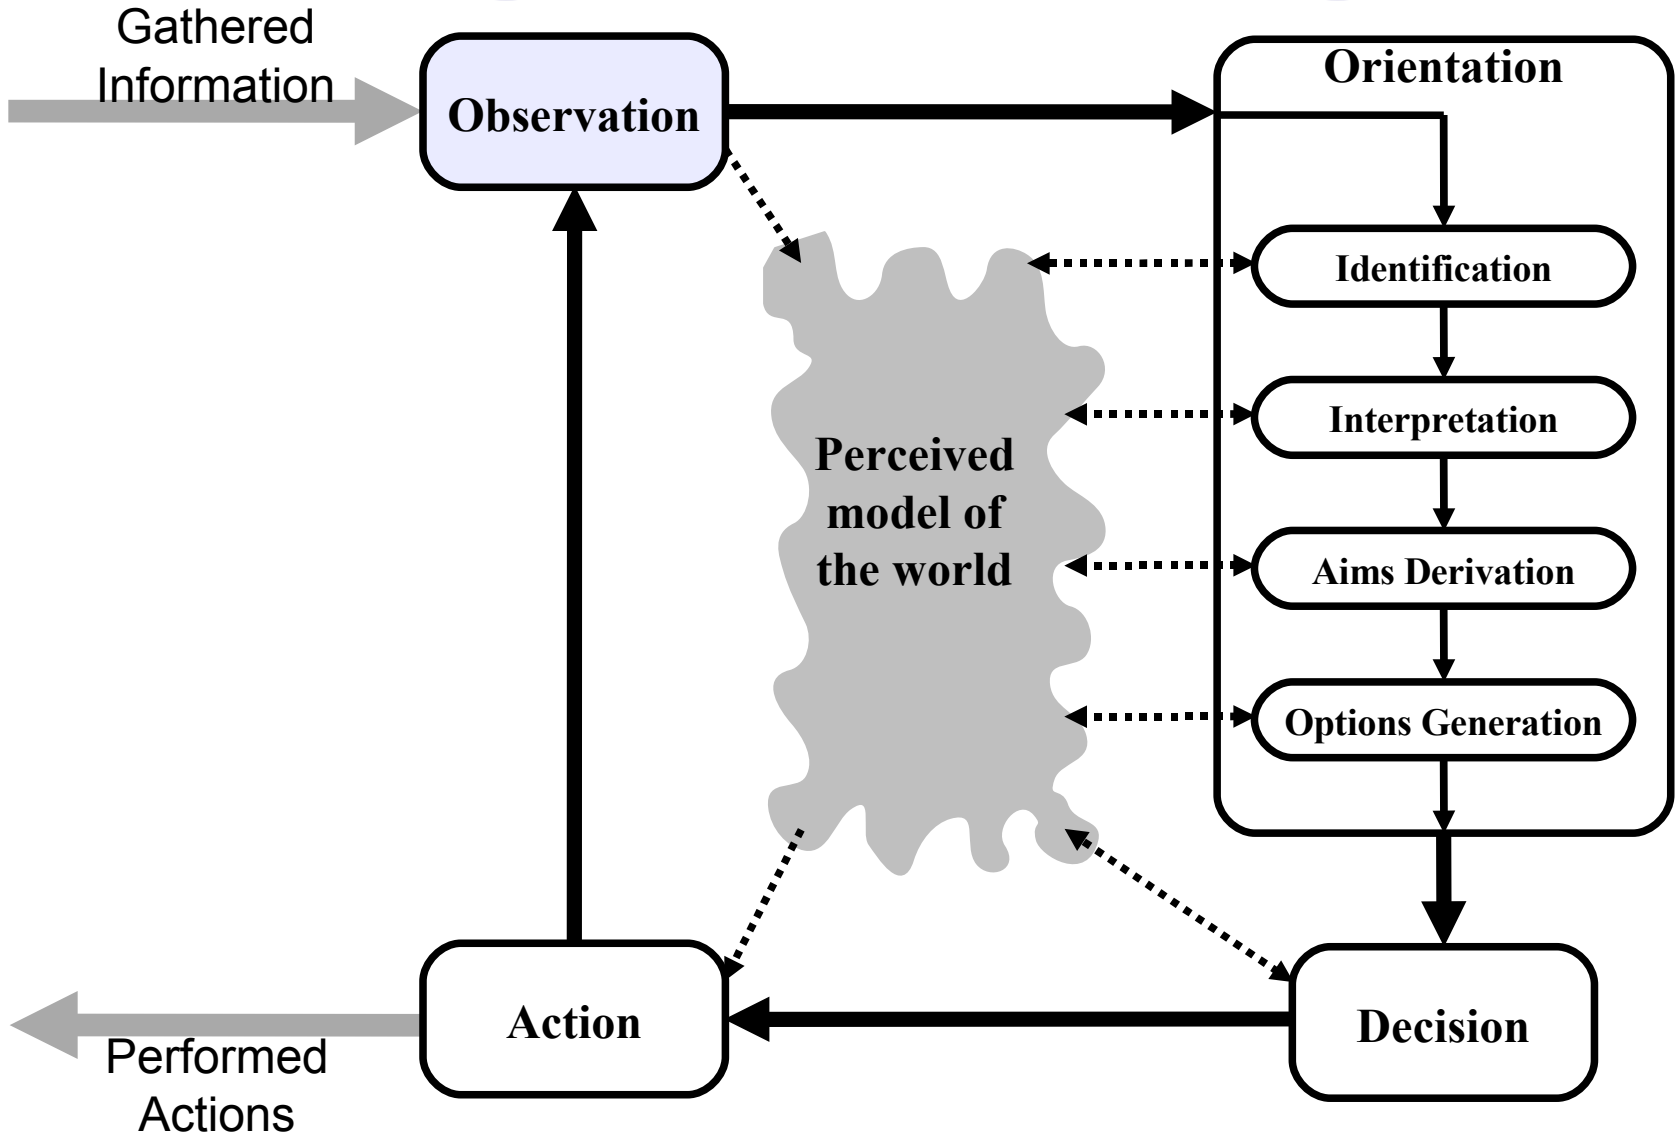 Gathered
Information
Observation
Orientation
Identification
Interpretation
Aims Derivation
Options Generation
Perceived
model of
the world
Action
Decision
Performed
Actions